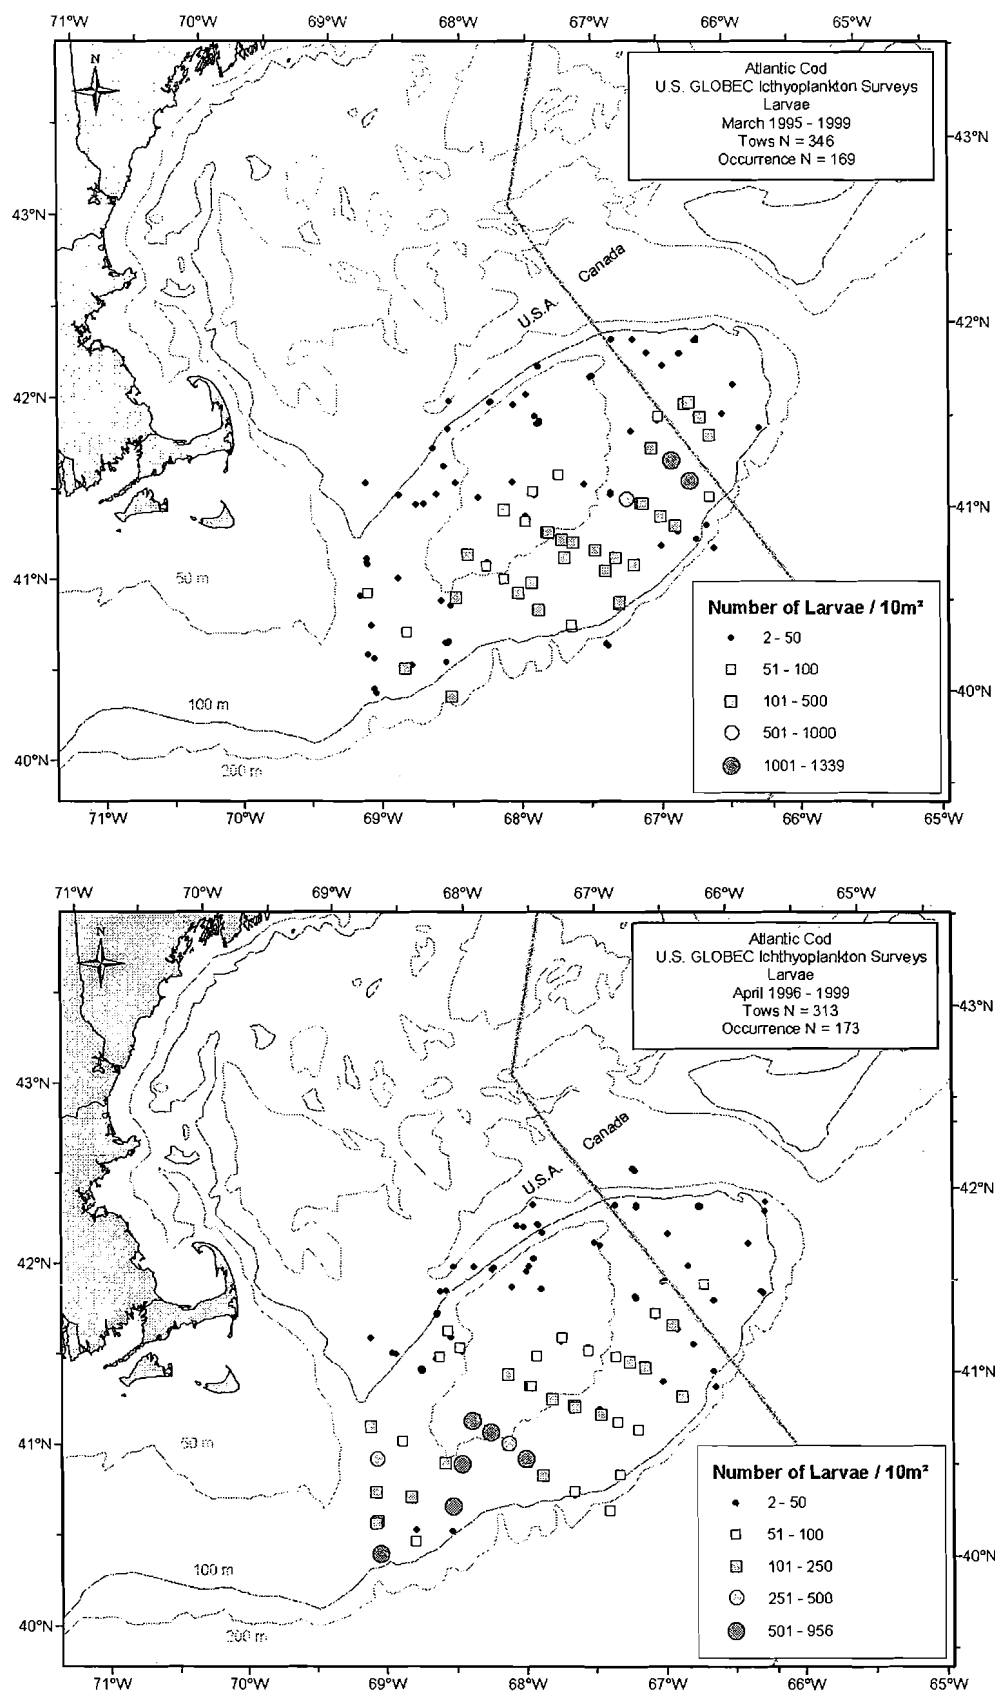 71°W 70°W 69°W 68°W 67°W 66°W 65°W
N
Atlantic Cod
U.S. GLOBEC Icthyoplankton Surveys
Larvae
March 1995 - 1999
Tows N = 346
Occurrence N = 169
43°N
43°N
Canada
U.S.A.
42°N
42°N
41°N
41°N
50 m
Number of Larvae / 10m²
2 - 50
51 - 100
101 - 500
501 - 1000
1001 - 1339
100 m
40°N
40°N
200 m
71°W 70°W 69°W 68°W 67°W 66°W 65°W
71°W 70°W 69°W 68°W 67°W 66°W 65°W
N
Atlantic Cod
U.S. GLOBEC Ichthyoplankton Surveys
Larvae
April 1996 - 1999
Tows N = 313
Occurrence N = 173
43°N
43°N
Canada
U.S.A.
42°N
42°N
41°N
41°N
50 m
Number of Larvae / 10m²
2 - 50
51 - 100
101 - 250
251 - 500
501 - 956
100 m
40°N
40°N
200 m
71°W 70°W 69°W 68°W 67°W 66°W 65°W